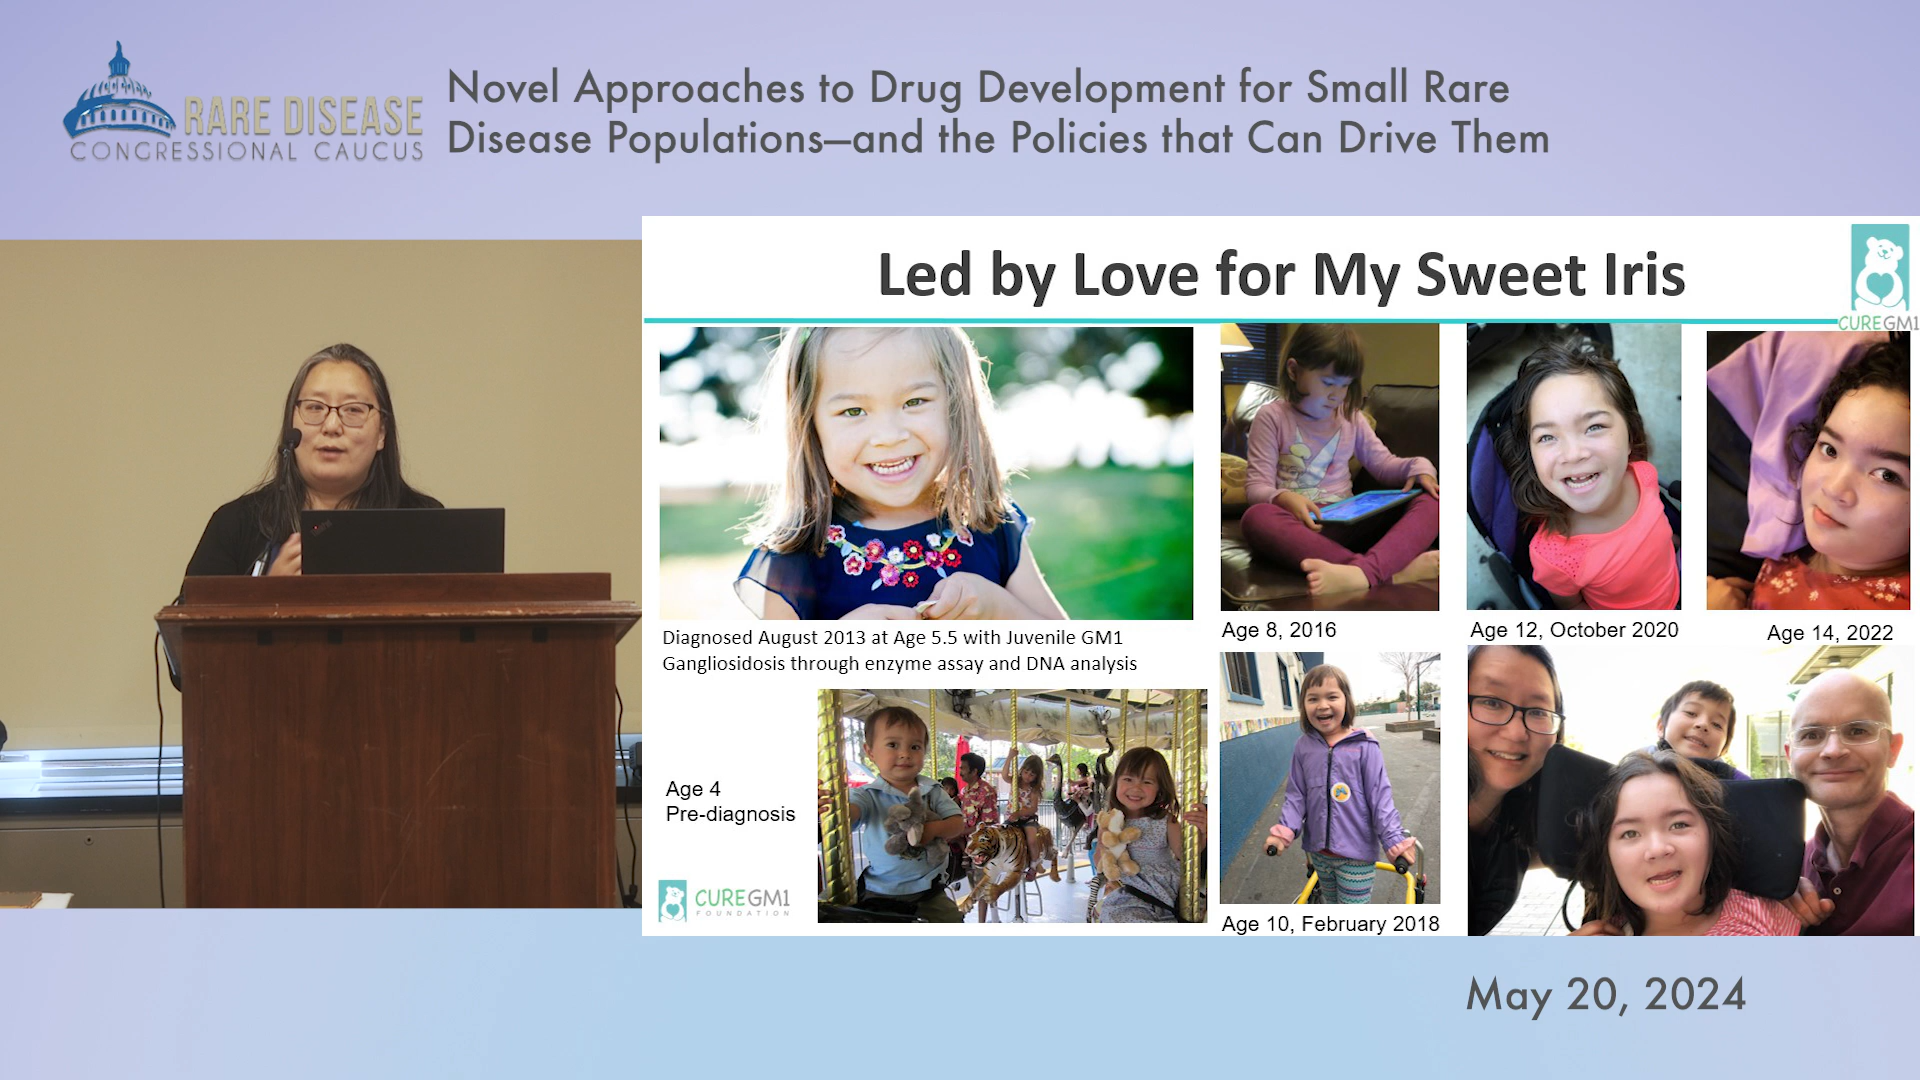 RARE DISEASE
CONGRESSIONAL CAUCUS
Novel Approaches to Drug Development for Small Rare
Disease Populations—and the Policies that Can Drive Them
Led by Love for My Sweet Iris
CUREGM1
Diagnosed August 2013 at Age 5.5 with Juvenile GM1
Gangliosidosis through enzyme assay and DNA analysis
Age 8, 2016
Age 12, October 2020
Age 14, 2022
Age 4
Pre-diagnosis
CUREGM1
FOUNDATION
Age 10, February 2018
May 20, 2024